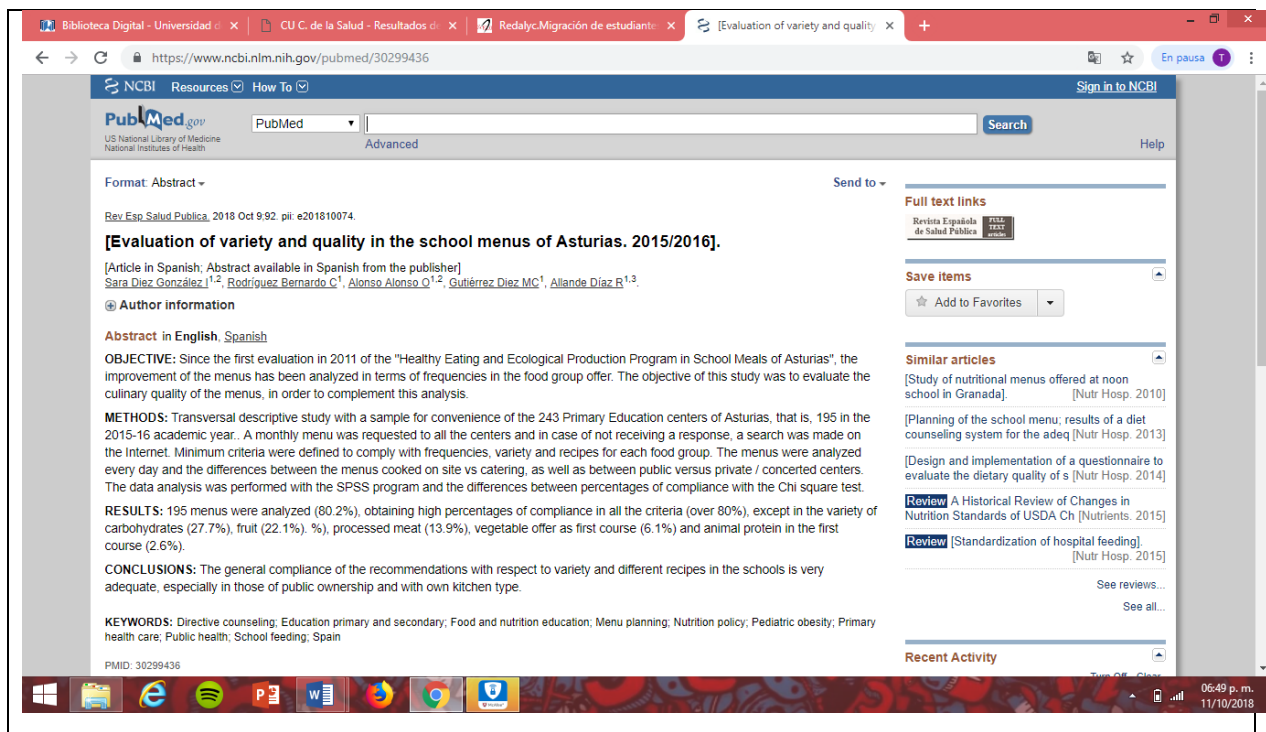 Biblioteca Digital - Universidad d
CU C. de la Salud - Resultados de
Redalyc.Migración de estudiante
[Evaluation of variety and quality
https://www.ncbi.nlm.nih.gov/pubmed/30299436
En pausa T
NCBI Resources How To
Sign in to NCBI
PubMed.gov
US National Library of Medicine
National Institutes of Health
PubMed
Search
Advanced
Help
Format: Abstract
Send to
Rev Esp Salud Publica. 2018 Oct 9;92. pii: e201810074.
[Evaluation of variety and quality in the school menus of Asturias. 2015/2016].
[Article in Spanish; Abstract available in Spanish from the publisher]
Sara Diez González I1,2, Rodríguez Bernardo C1, Alonso Alonso O1,2, Gutiérrez Diez MC1, Allande Díaz R1,3.
Author information
Abstract in English, Spanish
OBJECTIVE: Since the first evaluation in 2011 of the "Healthy Eating and Ecological Production Program in School Meals of Asturias", the
improvement of the menus has been analyzed in terms of frequencies in the food group offer. The objective of this study was to evaluate the
culinary quality of the menus, in order to complement this analysis.
METHODS: Transversal descriptive study with a sample for convenience of the 243 Primary Education centers of Asturias, that is, 195 in the
2015-16 academic year.. A monthly menu was requested to all the centers and in case of not receiving a response, a search was made on
the Internet. Minimum criteria were defined to comply with frequencies, variety and recipes for each food group. The menus were analyzed
every day and the differences between the menus cooked on site vs catering, as well as between public versus private / concerted centers.
The data analysis was performed with the SPSS program and the differences between percentages of compliance with the Chi square test.
RESULTS: 195 menus were analyzed (80.2%), obtaining high percentages of compliance in all the criteria (over 80%), except in the variety of
carbohydrates (27.7%), fruit (22.1%). %), processed meat (13.9%), vegetable offer as first course (6.1%) and animal protein in the first
course (2.6%).
CONCLUSIONS: The general compliance of the recommendations with respect to variety and different recipes in the schools is very
adequate, especially in those of public ownership and with own kitchen type.
KEYWORDS: Directive counseling; Education primary and secondary; Food and nutrition education; Menu planning; Nutrition policy; Pediatric obesity; Primary
health care; Public health; School feeding; Spain
PMID: 30299436
Full text links
Revista Española
de Salud Pública
FULL
TEXT
articles
Save items
Add to Favorites
Similar articles
[Study of nutritional menus offered at noon
school in Granada]. [Nutr Hosp. 2010]
[Planning of the school menu; results of a diet
counseling system for the adeq [Nutr Hosp. 2013]
[Design and implementation of a questionnaire to
evaluate the dietary quality of s [Nutr Hosp. 2014]
Review A Historical Review of Changes in
Nutrition Standards of USDA Ch [Nutrients. 2015]
Review [Standardization of hospital feeding].
[Nutr Hosp. 2015]
See reviews...
See all...
Recent Activity
Turn Off Clear
06:49 p. m.
11/10/2018